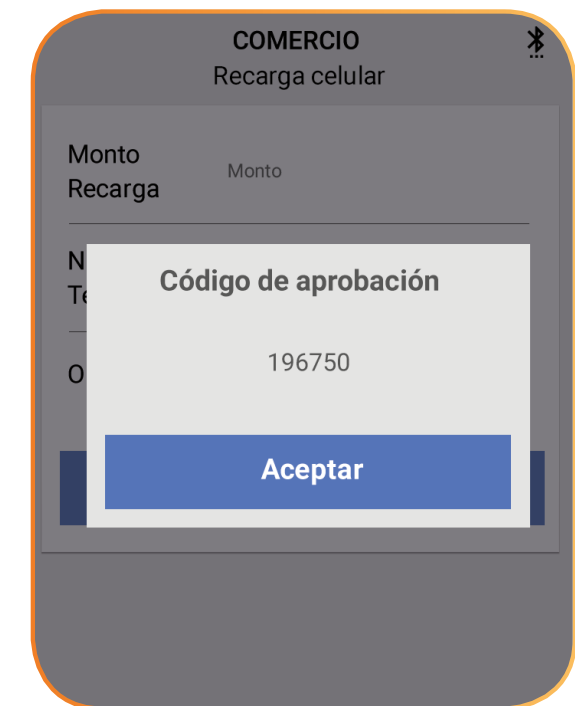 COMERCIO
Recarga celular
Monto
Recarga
Monto
Código de aprobación
196750
Aceptar